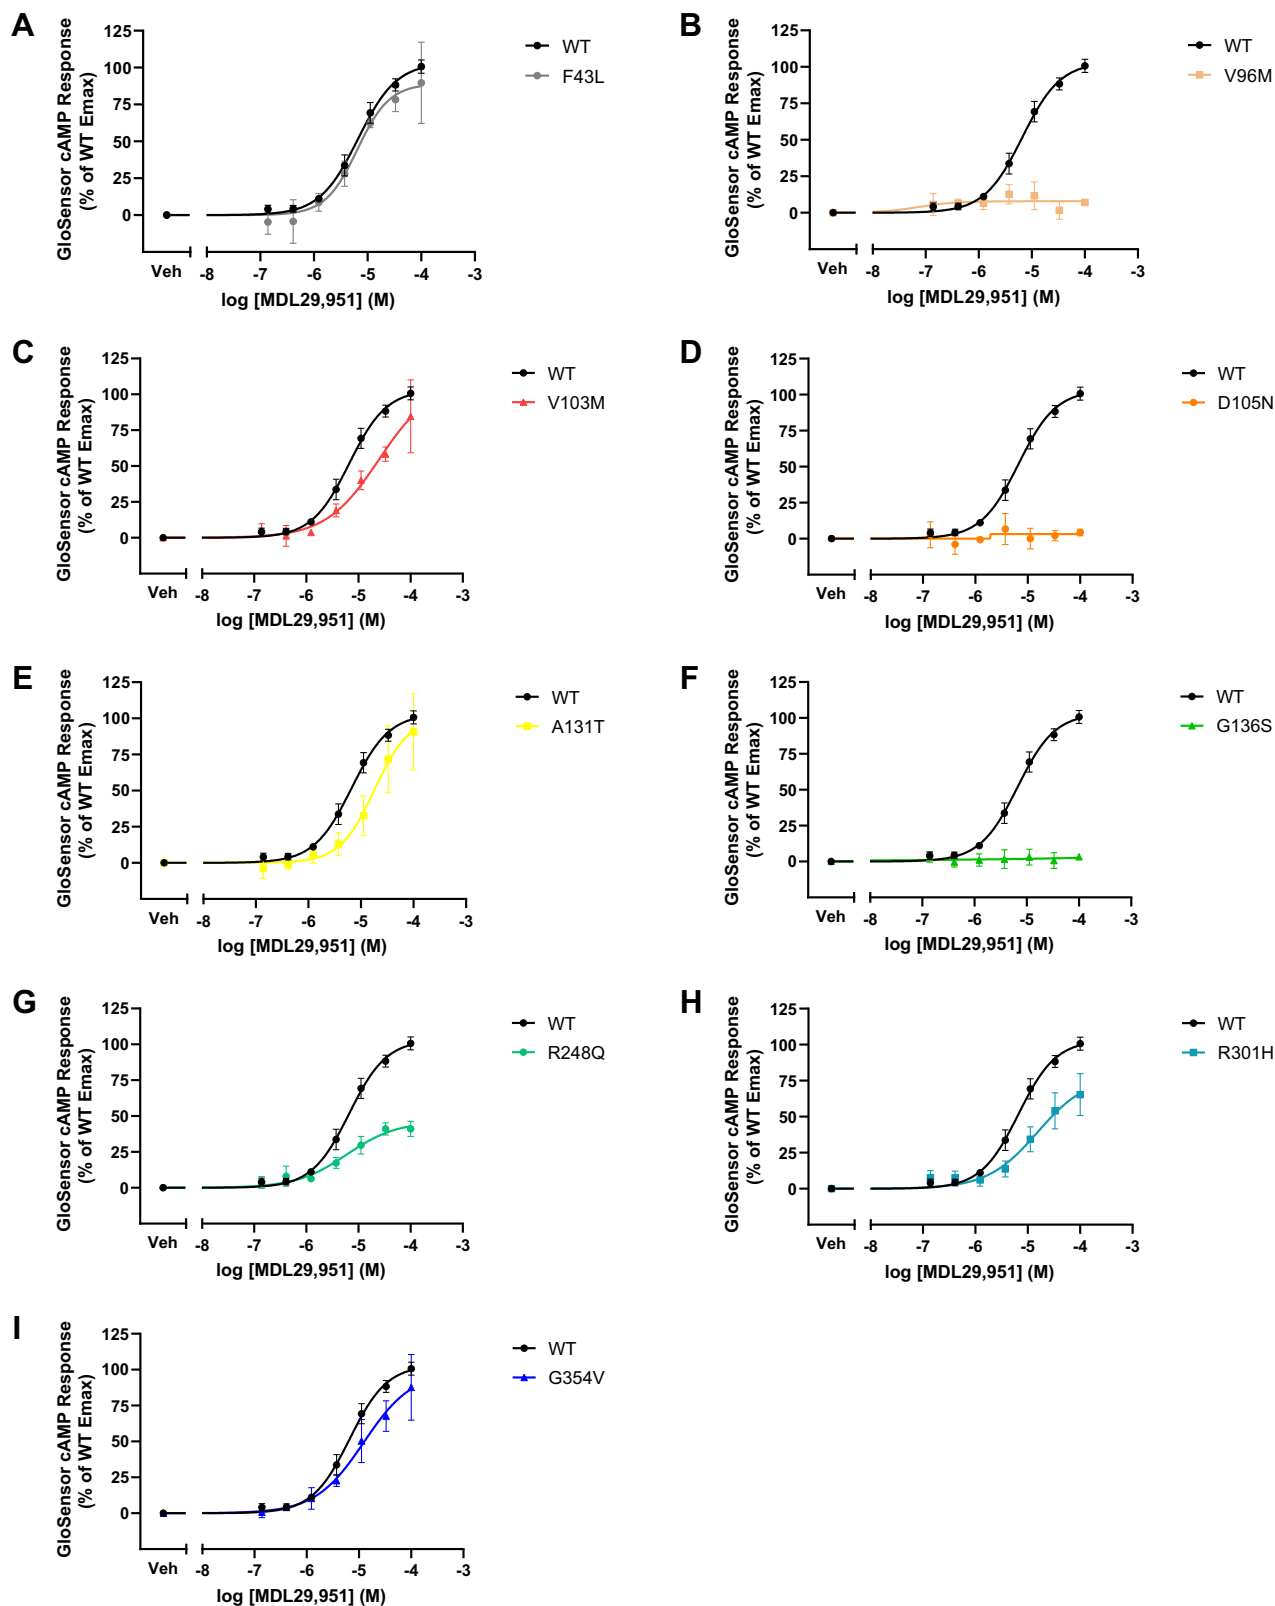 A
GloSensor cAMP Response
(% of WT Emax)
125
100
75
50
25
0
Veh
-8
-7
-6
-5
-4
-3
log [MDL29,951] (M)
WT
F43L
B
GloSensor cAMP Response
(% of WT Emax)
125
100
75
50
25
0
Veh
-8
-7
-6
-5
-4
-3
log [MDL29,951] (M)
WT
V96M
C
GloSensor cAMP Response
(% of WT Emax)
125
100
75
50
25
0
Veh
-8
-7
-6
-5
-4
-3
log [MDL29,951] (M)
WT
V103M
D
GloSensor cAMP Response
(% of WT Emax)
125
100
75
50
25
0
Veh
-8
-7
-6
-5
-4
-3
log [MDL29,951] (M)
WT
D105N
E
GloSensor cAMP Response
(% of WT Emax)
125
100
75
50
25
0
Veh
-8
-7
-6
-5
-4
-3
log [MDL29,951] (M)
WT
A131T
F
GloSensor cAMP Response
(% of WT Emax)
125
100
75
50
25
0
Veh
-8
-7
-6
-5
-4
-3
log [MDL29,951] (M)
WT
G136S
G
GloSensor cAMP Response
(% of WT Emax)
125
100
75
50
25
0
Veh
-8
-7
-6
-5
-4
-3
log [MDL29,951] (M)
WT
R248Q
H
GloSensor cAMP Response
(% of WT Emax)
125
100
75
50
25
0
Veh
-8
-7
-6
-5
-4
-3
log [MDL29,951] (M)
WT
R301H
I
GloSensor cAMP Response
(% of WT Emax)
125
100
75
50
25
0
Veh
-8
-7
-6
-5
-4
-3
log [MDL29,951] (M)
WT
G354V